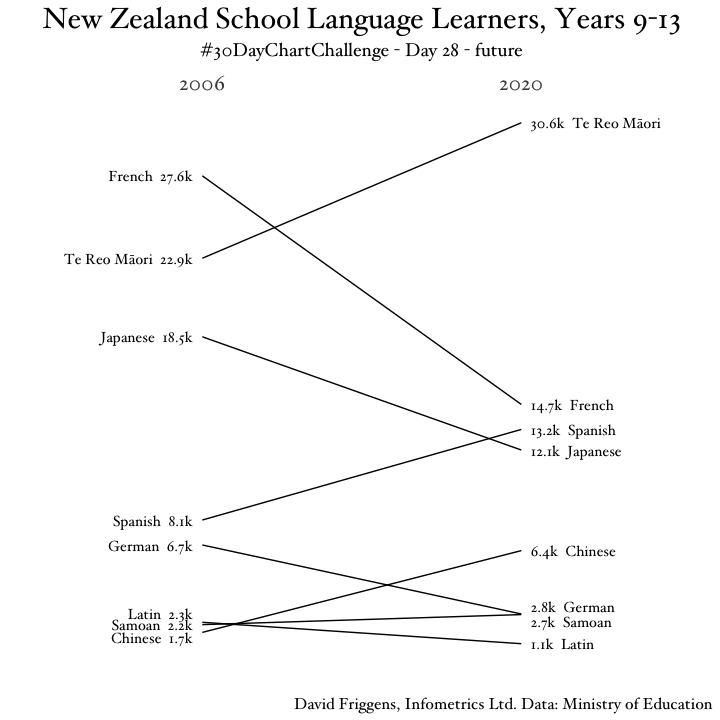 New Zealand School Language Learners, Years 9-13
#30DayChartChallenge - Day 28 - future
2006 2020
30.6k Te Reo Māori
French 27.6k
Te Reo Māori 22.9k
Japanese 18.5k
14.7k French
13.2k Spanish
12.1k Japanese
Spanish 8.1k
German 6.7k
6.4k Chinese
2.8k German
Latin 2.3k
2.7k Samoan
Samoan 2.2k
Chinese 1.7k
1.1k Latin
David Friggens, Infometrics Ltd. Data: Ministry of Education